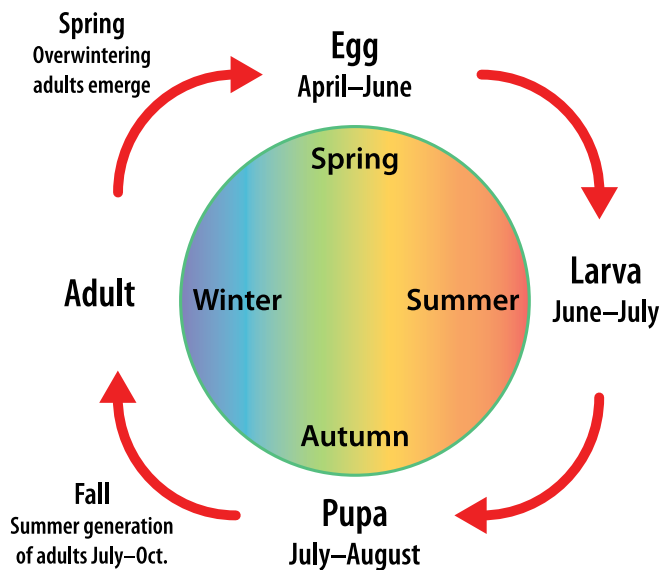 Spring
Overwintering
adults emerge
Egg
April–June
Spring
Adult
Winter
Summer
Larva
June–July
Autumn
Fall
Summer generation
of adults July–Oct.
Pupa
July–August